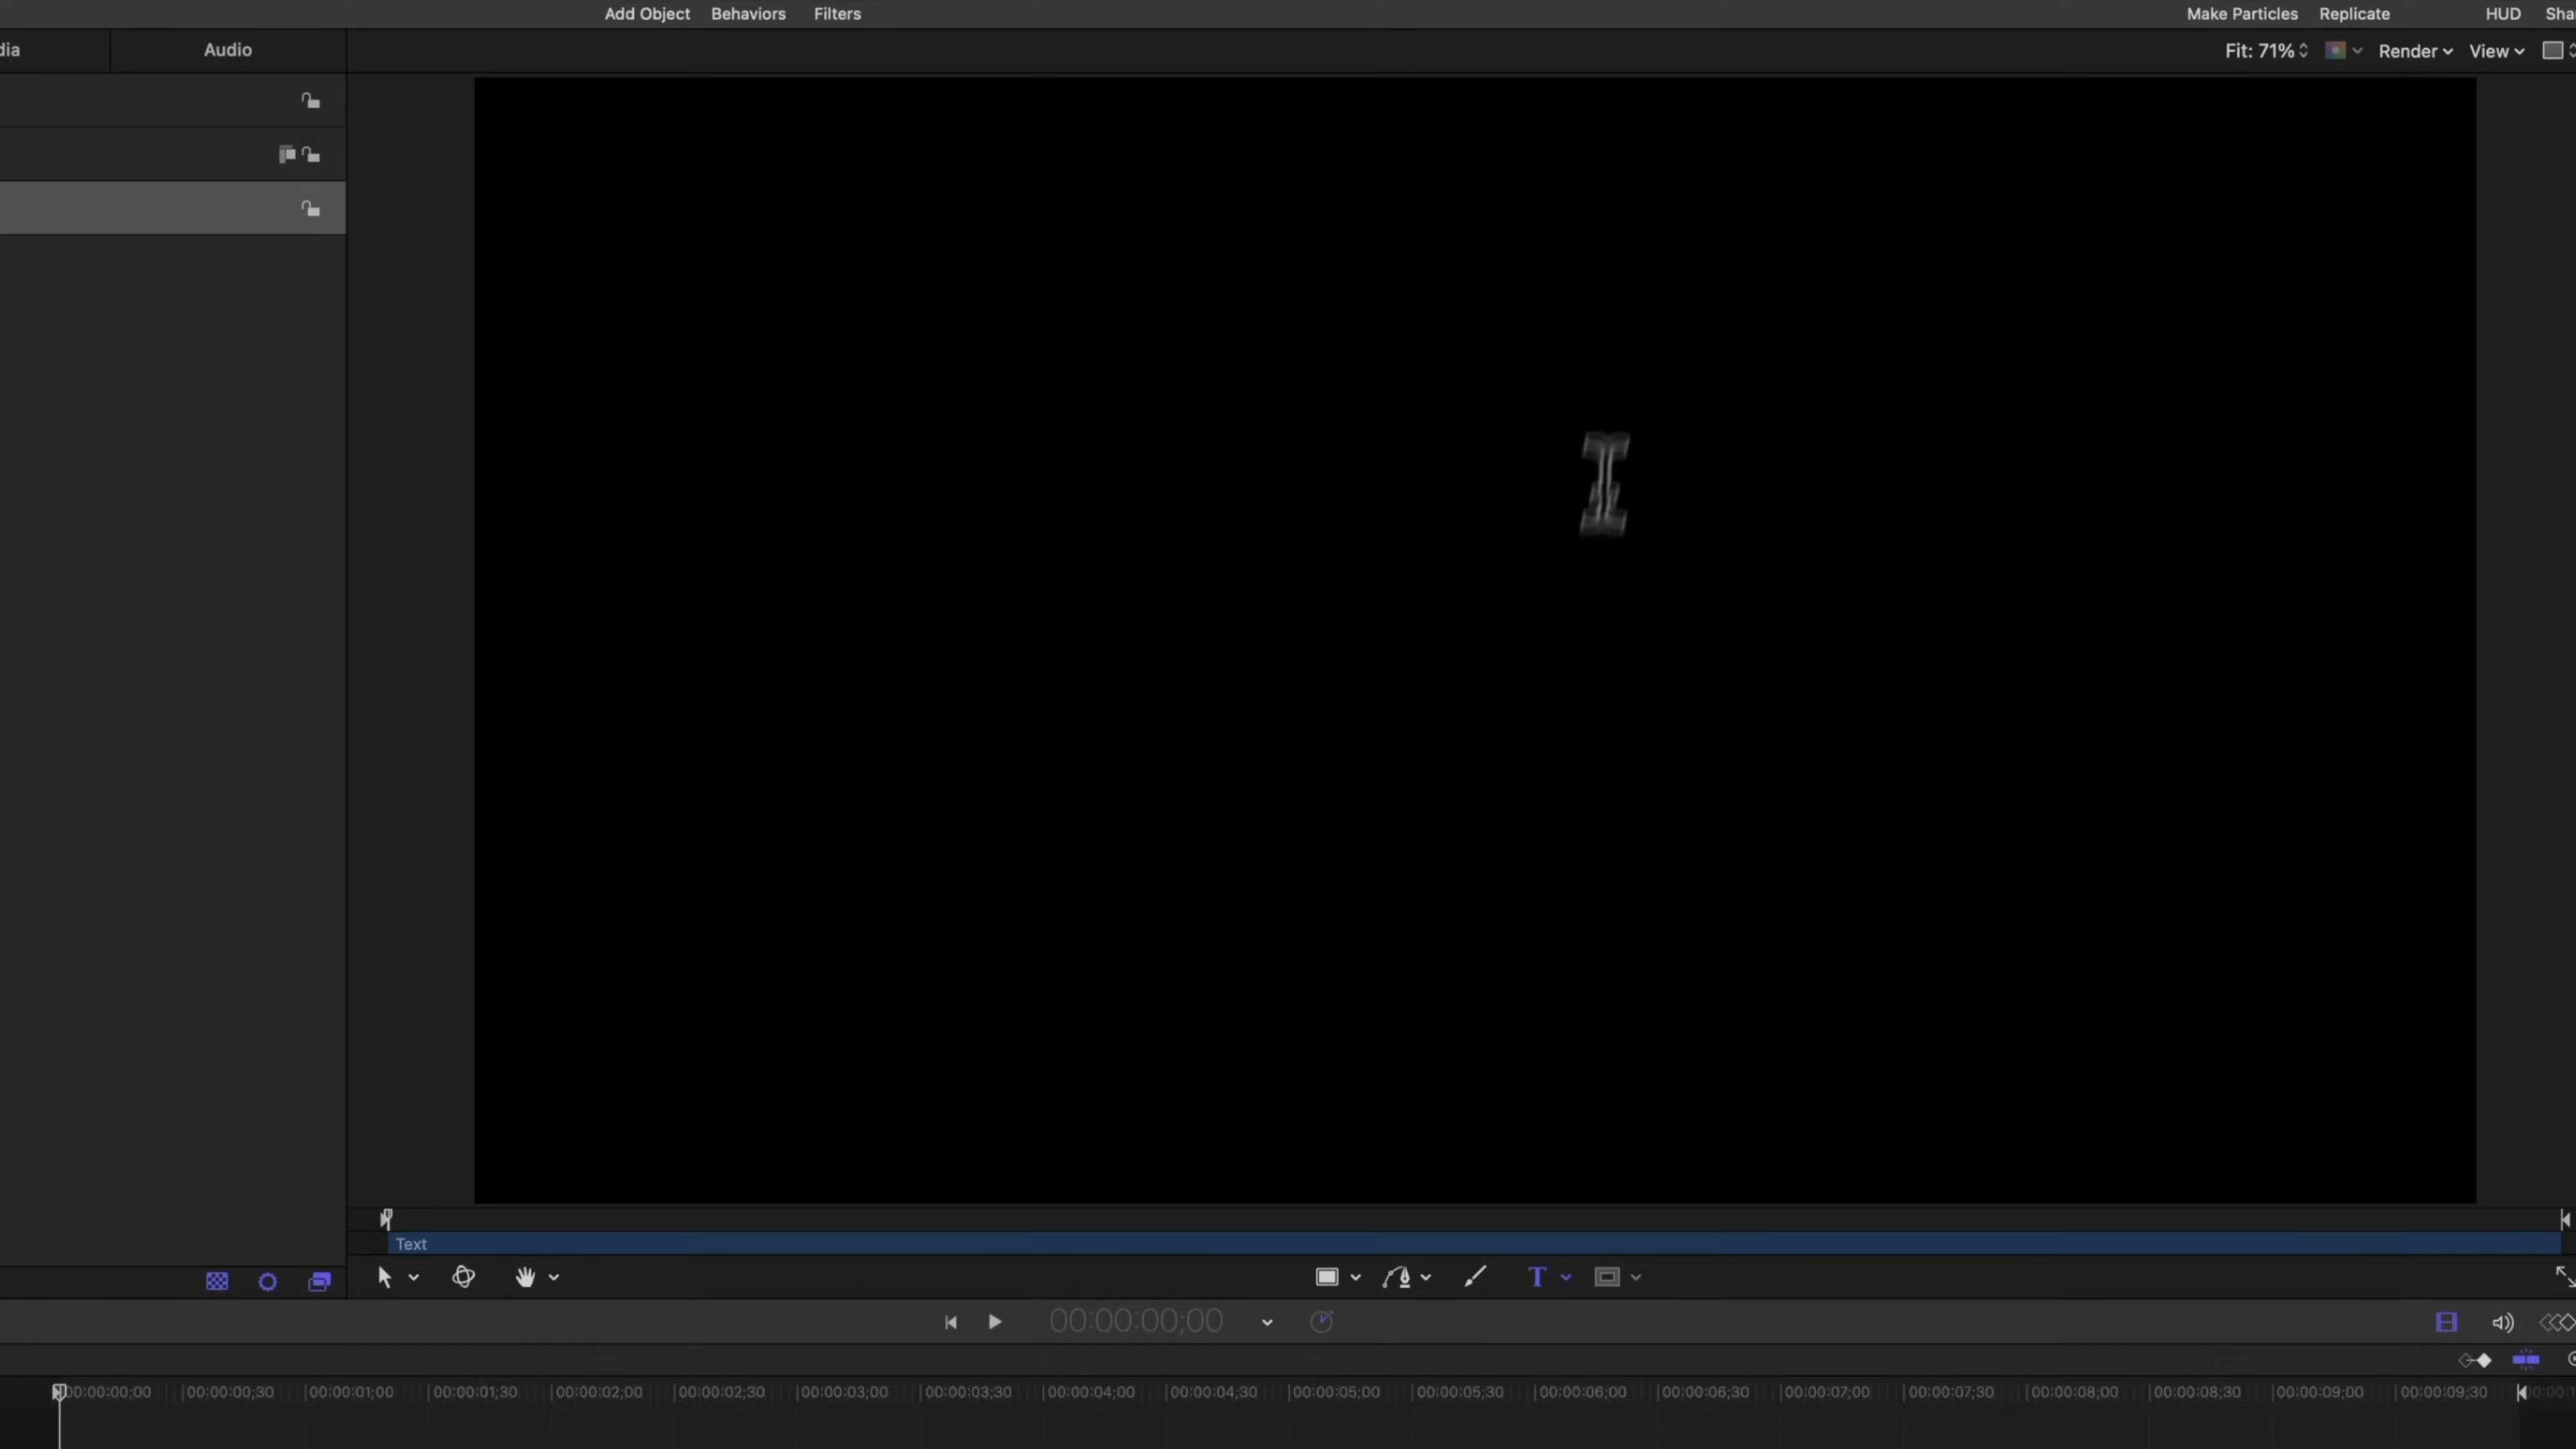 Add Object Behaviors Filters Make Particles Replicate HUD Sha
dia Audio Fit: 71% Render View
Text
T
00:00:00;00
00:00:00;00 00:00:00;30 00:00:01;00 00:00:01;30 00:00:02;00 00:00:02;30 00:00:03;00 00:00:03;30 00:00:04;00 00:00:04;30 00:00:05;00 00:00:05;30 00:00:06;00 00:00:06;30 00:00:07;00 00:00:07;30 00:00:08;00 00:00:08;30 00:00:09;00 00:00:09;30